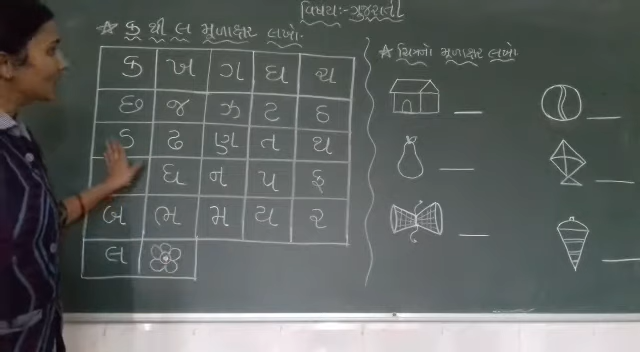 વિષય:-ગુજરાતી
* ક થી લ મૂળાક્ષર લખો.
ક ખ ગ ઘ ચ
છ જ ઝ ટ ઠ
ડ ઢ ણ ત થ
ધ ન પ ફ
બ ભ મ ય ર
લ
* ચિત્રનો મૂળાક્ષર લખો